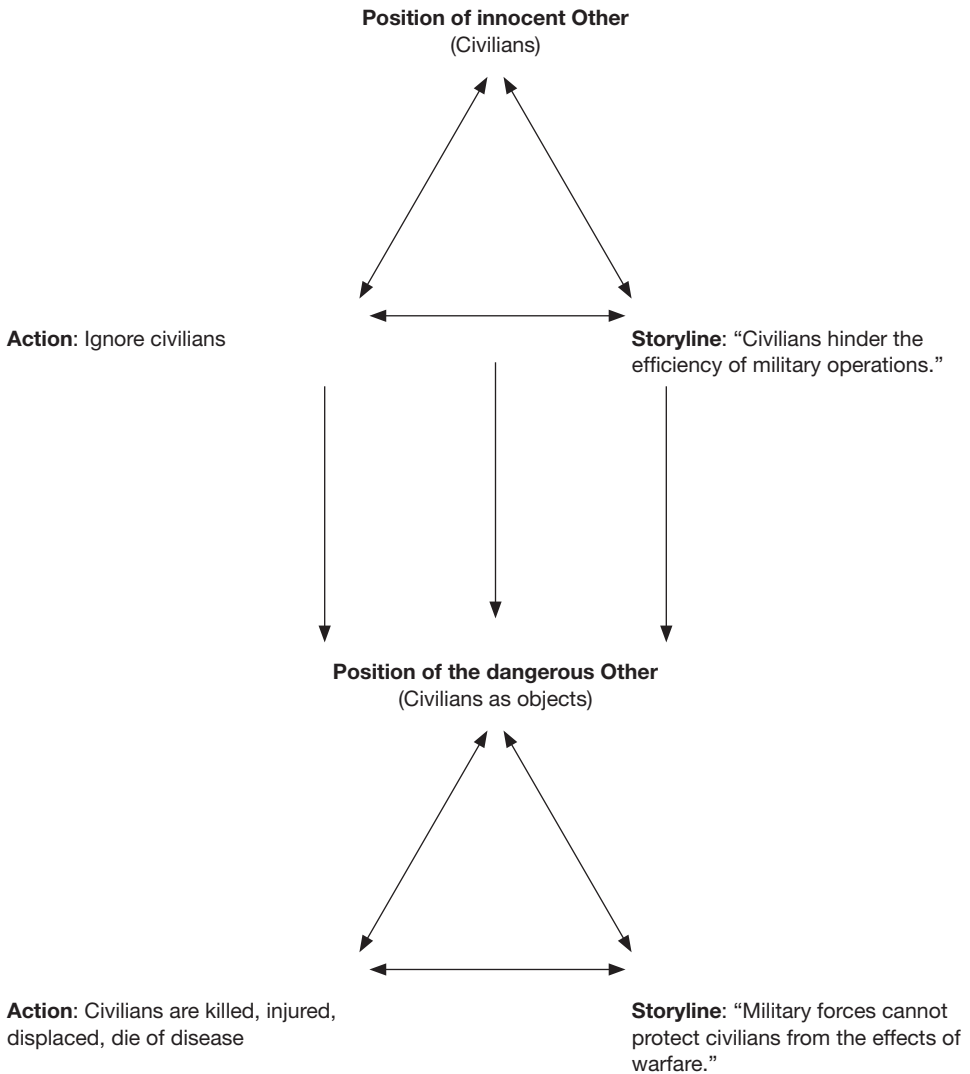 Position of innocent Other
(Civilians)
Action: Ignore civilians
Storyline: “Civilians hinder the
efficiency of military operations.”
Position of the dangerous Other
(Civilians as objects)
Action: Civilians are killed, injured,
displaced, die of disease
Storyline: “Military forces cannot
protect civilians from the effects of
warfare.”